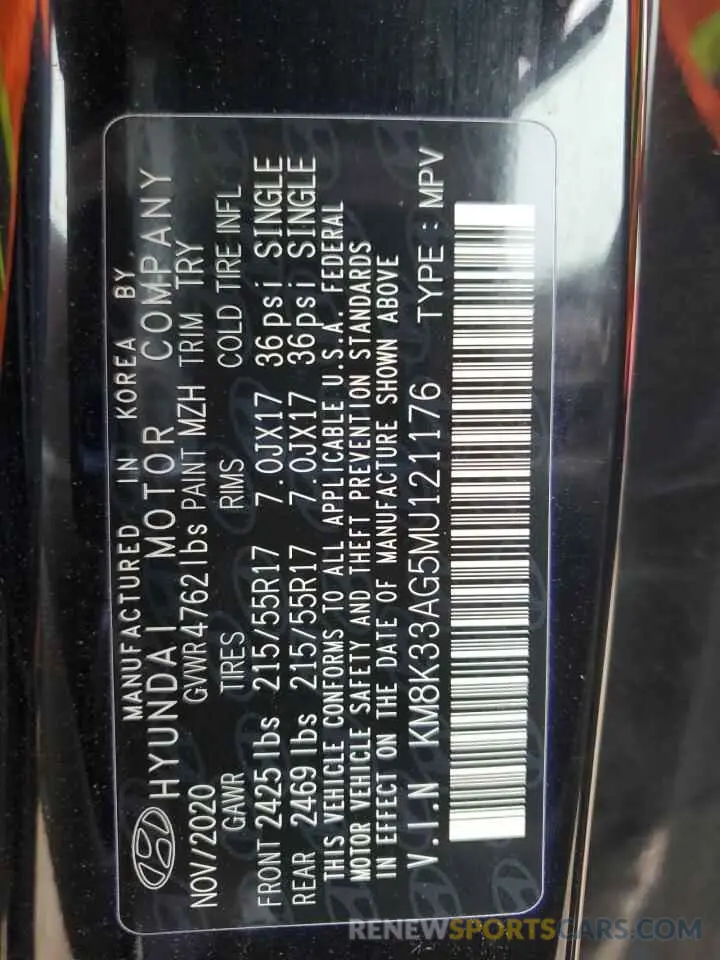 MANUFACTURED IN KOREA BY
HYUNDAI MOTOR COMPANY
NOV/2020 GVWR4762lbs PAINT MZH TRIM TRY
GAWR TIRES RIMS COLD TIRE INFL
FRONT 2425lbs 215/55R17 7.0JX17 36psi SINGLE
REAR 2469lbs 215/55R17 7.0JX17 36psi SINGLE
THIS VEHICLE CONFORMS TO ALL APPLICABLE U.S.A. FEDERAL
MOTOR VEHICLE SAFETY AND THEFT PREVENTION STANDARDS
IN EFFECT ON THE DATE OF MANUFACTURE SHOWN ABOVE
V.I.N KM8K33AG5MU121176 TYPE : MPV
RENEWSPORTSCARS.COM